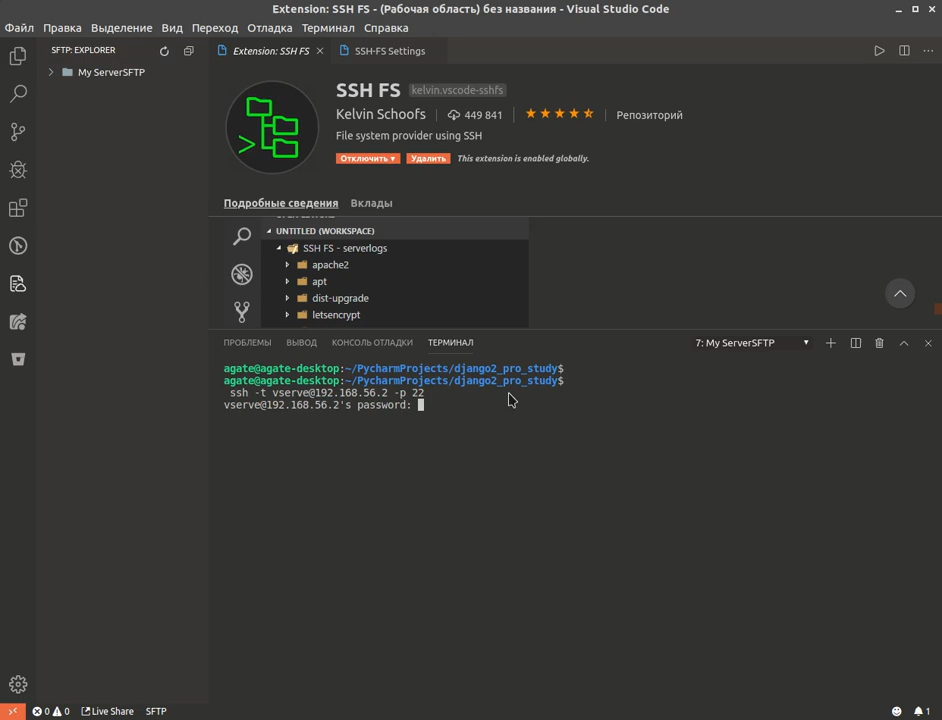 Extension: SSH FS - (Рабочая область) без названия - Visual Studio Code
Файл Правка Выделение Вид Переход Отладка Терминал Справка
SFTP: EXPLORER
Extension: SSH FS
SSH-FS Settings
My ServerSFTP
SSH FS kelvin.vscode-sshfs
Kelvin Schoofs 449 841 Репозиторий
File system provider using SSH
Отключить Удалить This extension is enabled globally.
Подробные сведения Вклады
UNTITLED (WORKSPACE)
SSH FS - serverlogs
apache2
apt
dist-upgrade
letsencrypt
ПРОБЛЕМЫ ВЫВОД КОНСОЛЬ ОТЛАДКИ ТЕРМИНАЛ 7: My ServerSFTP
agate@agate-desktop:~/PycharmProjects/django2_pro_study$
agate@agate-desktop:~/PycharmProjects/django2_pro_study$
ssh -t vserve@192.168.56.2 -p 22
vserve@192.168.56.2's password:
0 0 Live Share SFTP 1